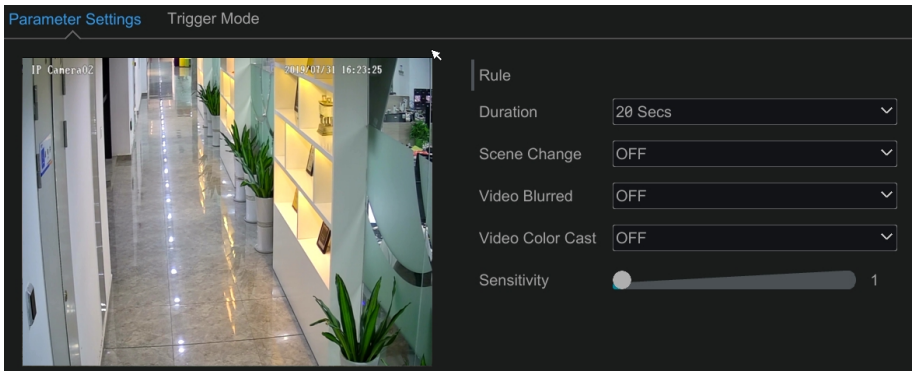 Parameter Settings Trigger Mode
IP Camera02 2019/07/31 16:23:25
Rule
Duration 20 Secs
Scene Change OFF
Video Blurred OFF
Video Color Cast OFF
Sensitivity 1